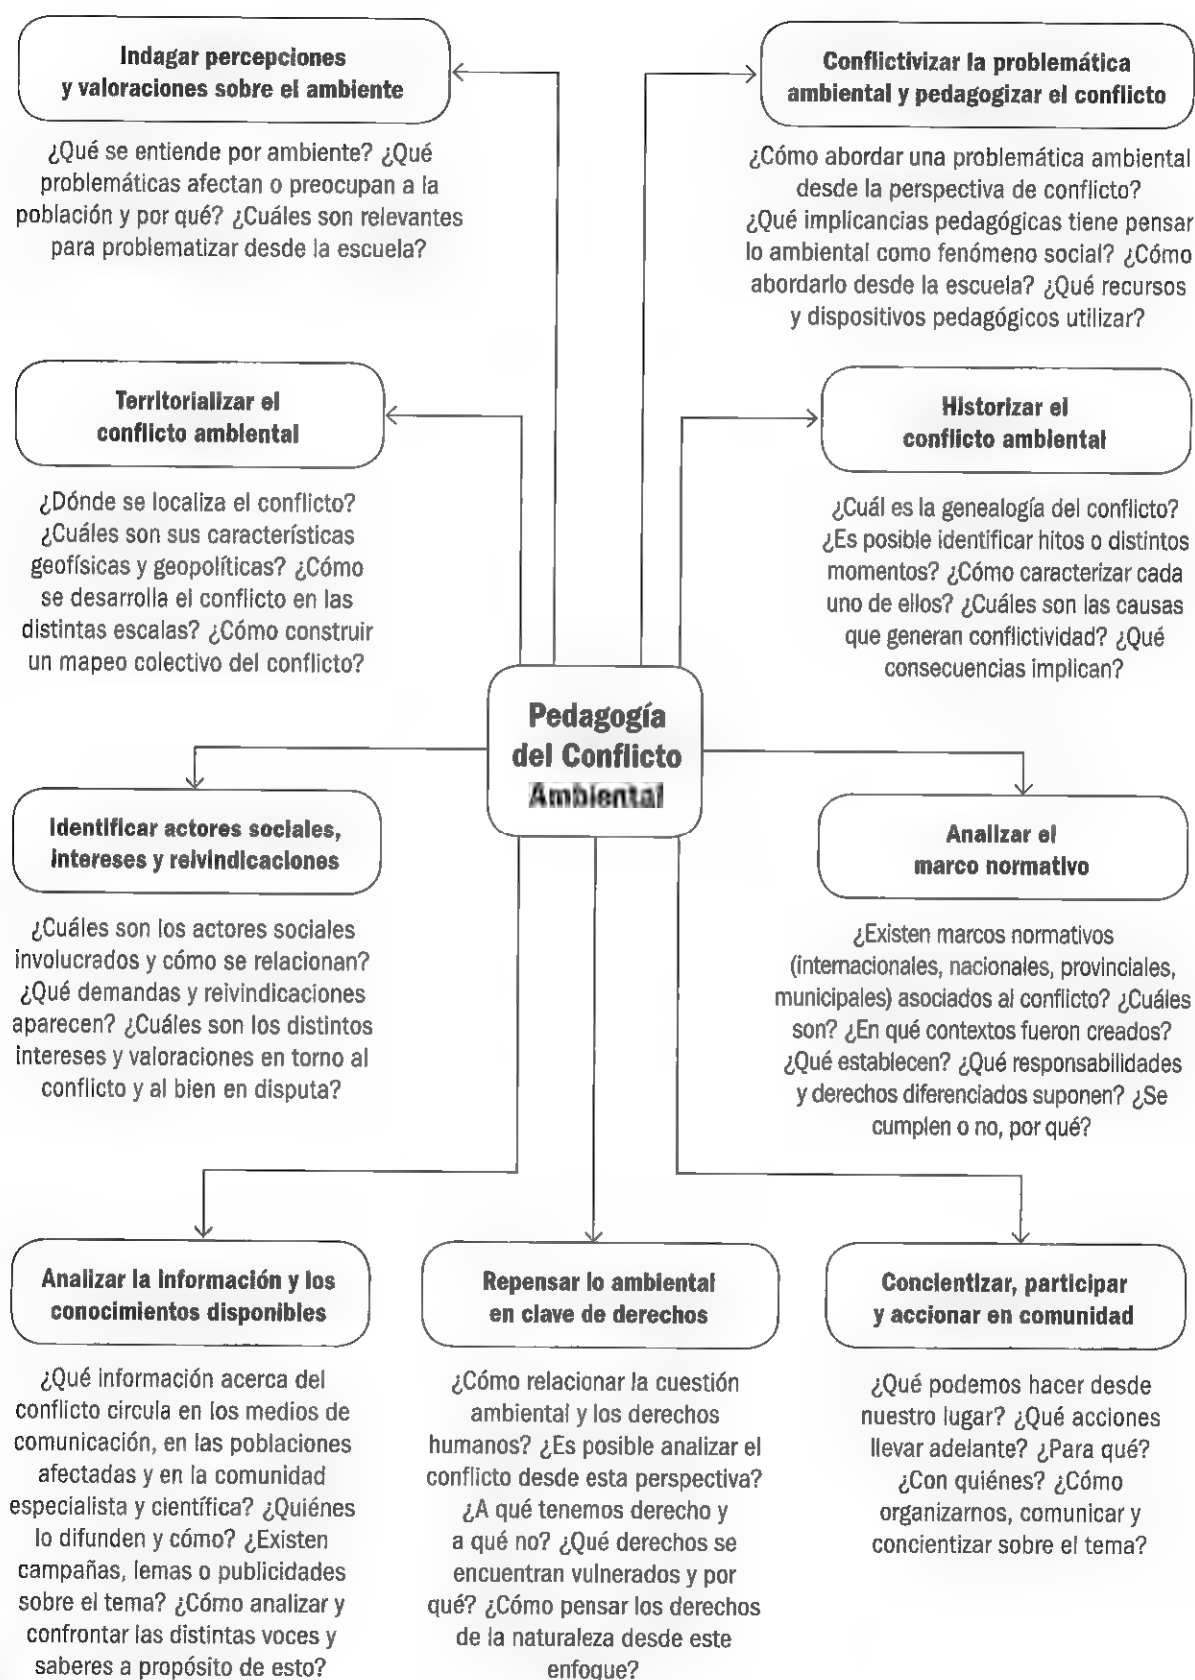 Indagar percepciones
y valoraciones sobre el ambiente
¿Qué se entiende por ambiente? ¿Qué
problemáticas afectan o preocupan a la
población y por qué? ¿Cuáles son relevantes
para problematizar desde la escuela?
Conflictivizar la problemática
ambiental y pedagogizar el conflicto
¿Cómo abordar una problemática ambiental
desde la perspectiva de conflicto?
¿Qué implicancias pedagógicas tiene pensar
lo ambiental como fenómeno social? ¿Cómo
abordarlo desde la escuela? ¿Qué recursos
y dispositivos pedagógicos utilizar?
Territorializar el
conflicto ambiental
¿Dónde se localiza el conflicto?
¿Cuáles son sus características
geofísicas y geopolíticas? ¿Cómo
se desarrolla el conflicto en las
distintas escalas? ¿Cómo construir
un mapeo colectivo del conflicto?
Historizar el
conflicto ambiental
¿Cuál es la genealogía del conflicto?
¿Es posible identificar hitos o distintos
momentos? ¿Cómo caracterizar cada
uno de ellos? ¿Cuáles son las causas
que generan conflictividad? ¿Qué
consecuencias implican?
Pedagogía
del Conflicto
Ambiental
Identificar actores sociales,
intereses y reivindicaciones
¿Cuáles son los actores sociales
involucrados y cómo se relacionan?
¿Qué demandas y reivindicaciones
aparecen? ¿Cuáles son los distintos
intereses y valoraciones en torno al
conflicto y al bien en disputa?
Analizar el
marco normativo
¿Existen marcos normativos
(internacionales, nacionales, provinciales,
municipales) asociados al conflicto? ¿Cuáles
son? ¿En qué contextos fueron creados?
¿Qué establecen? ¿Qué responsabilidades
y derechos diferenciados suponen? ¿Se
cumplen o no, por qué?
Analizar la información y los
conocimientos disponibles
¿Qué información acerca del
conflicto circula en los medios de
comunicación, en las poblaciones
afectadas y en la comunidad
especialista y científica? ¿Quiénes
lo difunden y cómo? ¿Existen
campañas, lemas o publicidades
sobre el tema? ¿Cómo analizar y
confrontar las distintas voces y
saberes a propósito de esto?
Repensar lo ambiental
en clave de derechos
¿Cómo relacionar la cuestión
ambiental y los derechos
humanos? ¿Es posible analizar el
conflicto desde esta perspectiva?
¿A qué tenemos derecho y
a qué no? ¿Qué derechos se
encuentran vulnerados y por
qué? ¿Cómo pensar los derechos
de la naturaleza desde este
enfoque?
Concientizar, participar
y accionar en comunidad
¿Qué podemos hacer desde
nuestro lugar? ¿Qué acciones
llevar adelante? ¿Para qué?
¿Con quiénes? ¿Cómo
organizarnos, comunicar y
concientizar sobre el tema?